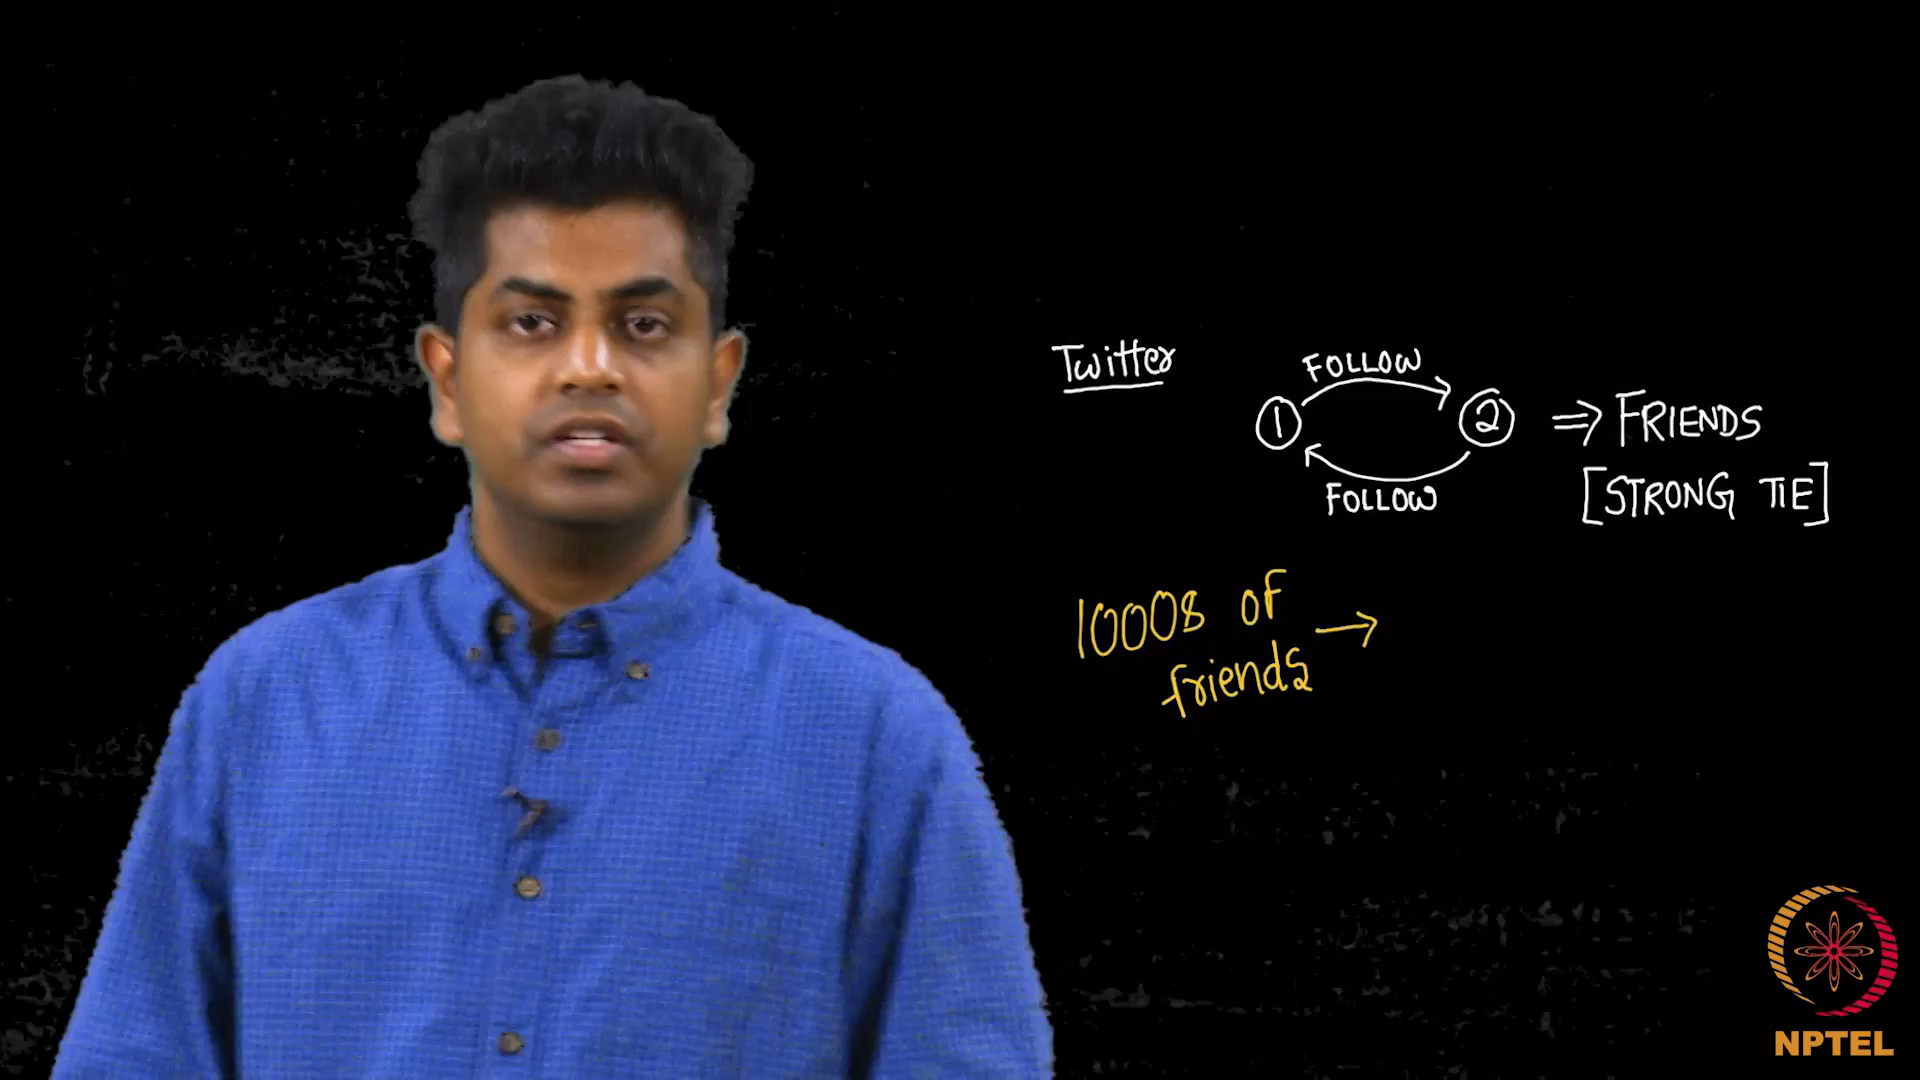 Twitter
FOLLOW
1 2 ⇒ FRIENDS
FOLLOW [STRONG TIE]
1000s of →
friends
NPTEL